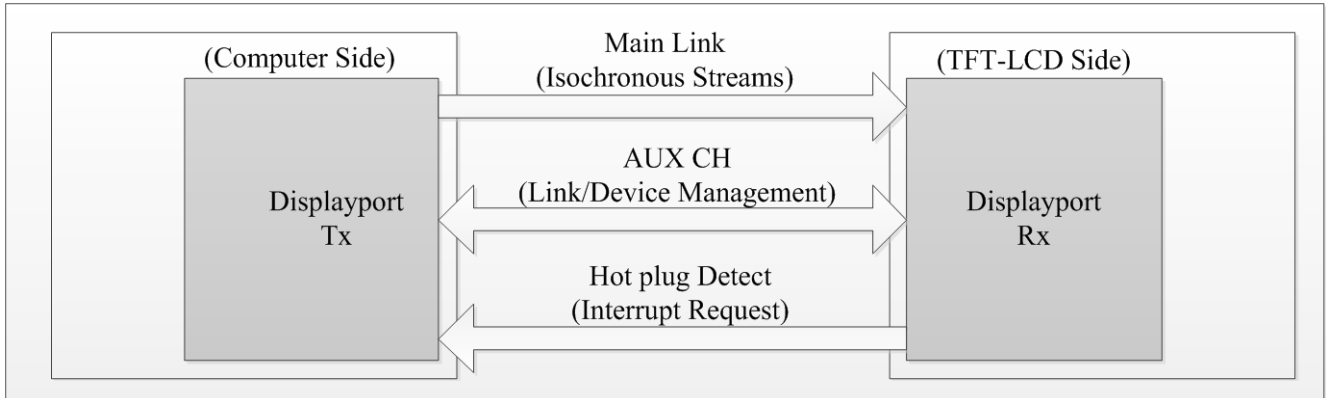 (Computer Side)
Main Link
(Isochronous Streams)
(TFT-LCD Side)
AUX CH
(Link/Device Management)
Displayport
Tx
Displayport
Rx
Hot plug Detect
(Interrupt Request)